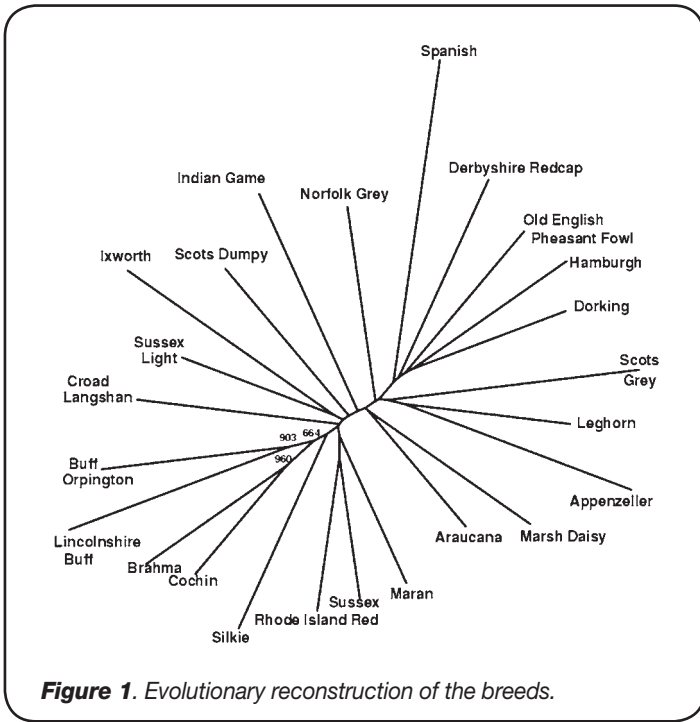 Spanish
Derbyshire Redcap
Indian Game
Norfolk Grey
Old English
Pheasant Fowl
Ixworth
Scots Dumpy
Hamburgh
Dorking
Sussex
Light
Scots
Grey
Croad
Langshan
Leghorn
903
664
960
Buff
Orpington
Appenzeller
Lincolnshire
Buff
Araucana
Marsh Daisy
Brahma
Cochin
Maran
Sussex
Rhode Island Red
Silkie
Figure 1. Evolutionary reconstruction of the breeds.